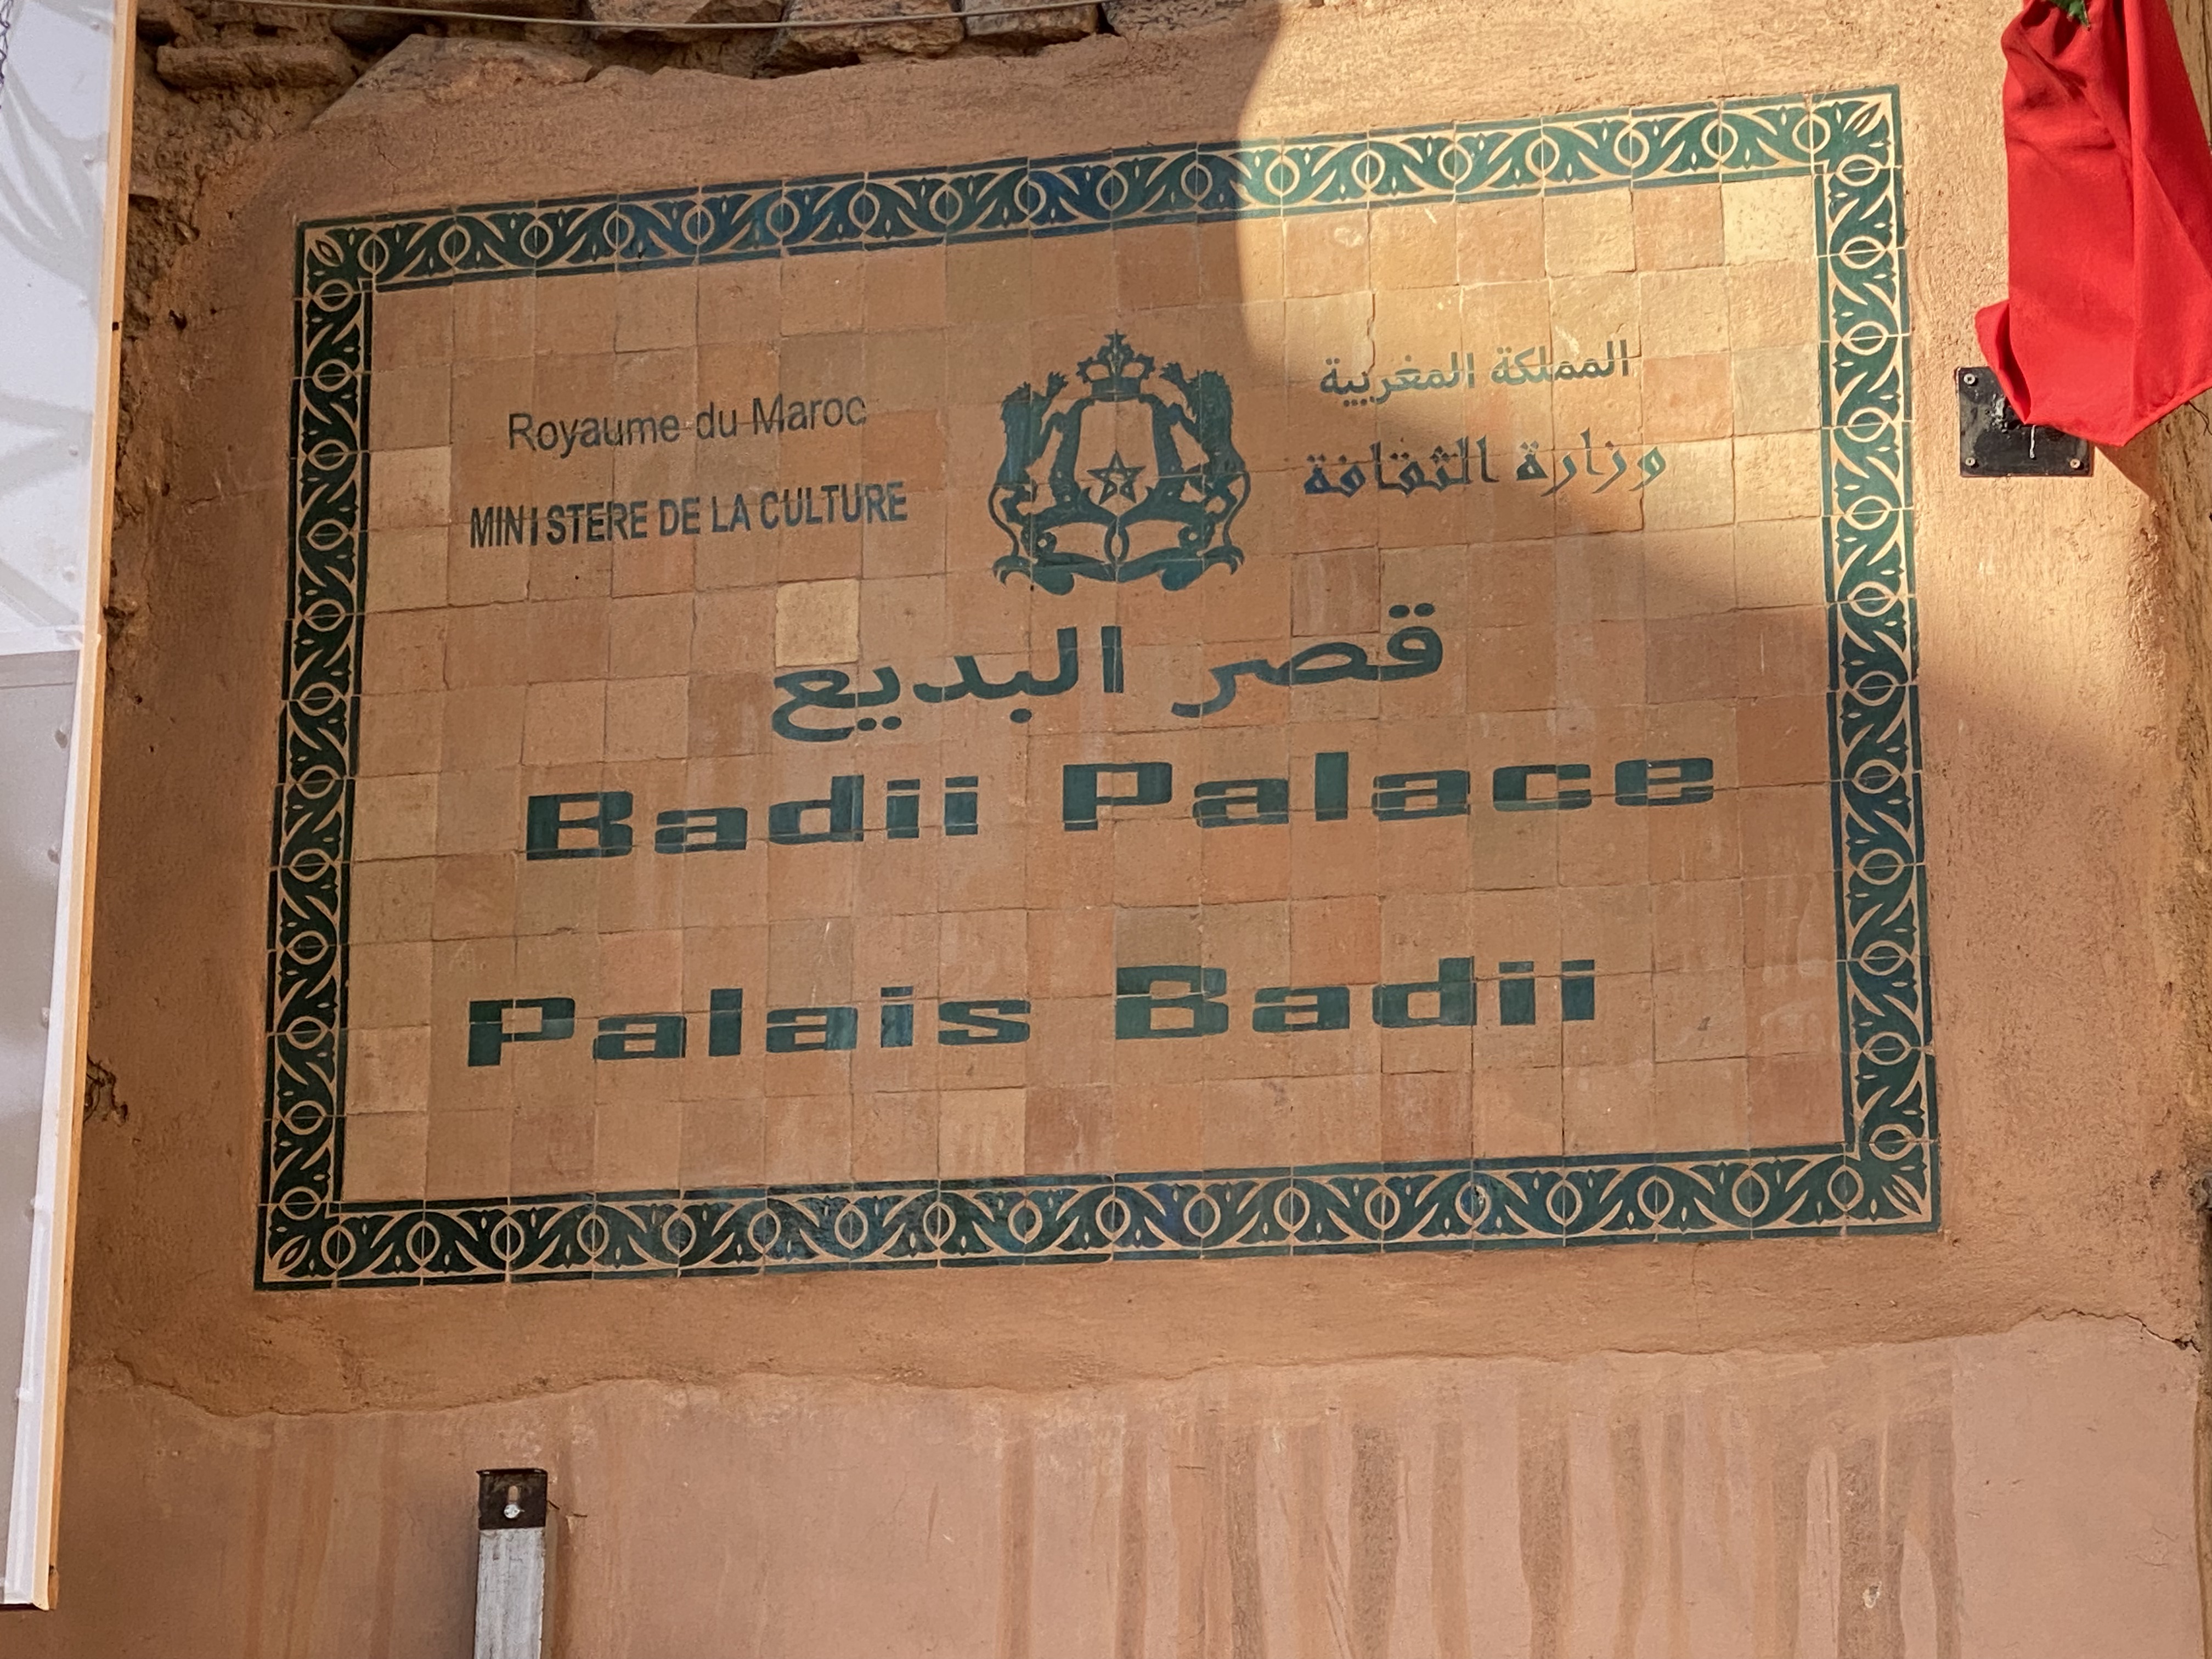 Royaume du Maroc
MINISTERE DE LA CULTURE
المملكة المغربية
وزارة الثقافة
قصر البديع
Badii Palace
Palais Badii